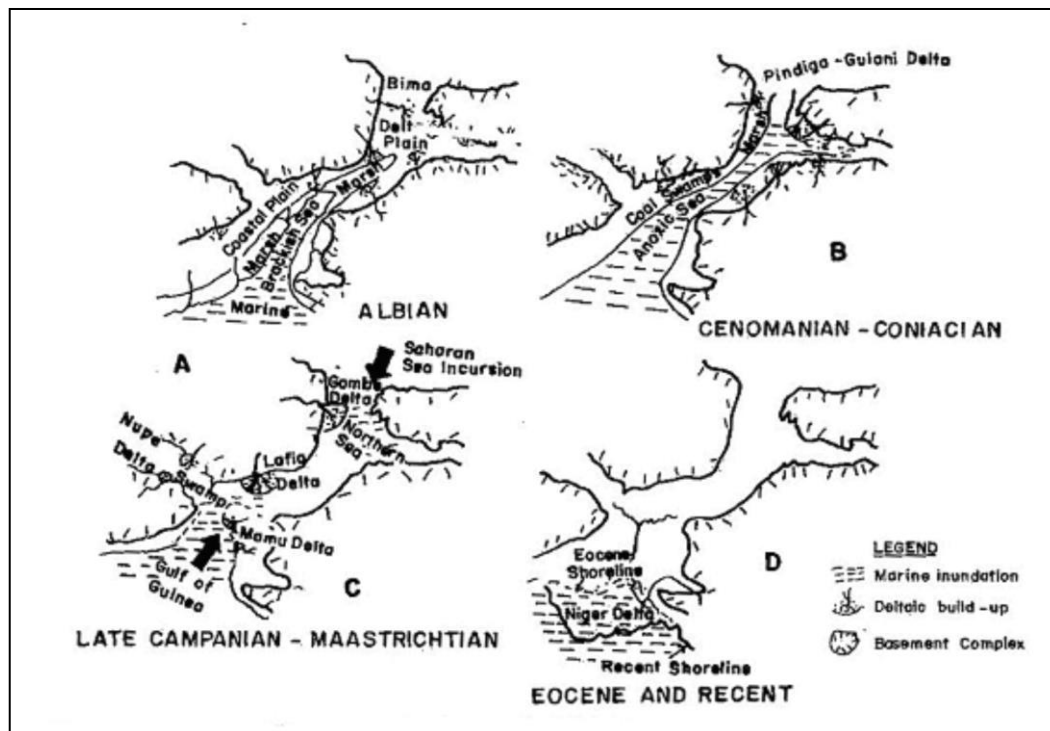 Bima
Delt
Plain
Marsh
Coastal Plain
Marsh
Brackish Sea
Marine
ALBIAN
A
Pindiga-Gulani Delta
Marsh
Coal Swamps
Anoxic Sea
B
CENOMANIAN - CONIACIAN
Saharan
Sea Incursion
Gombe
Delta
Northern
Sea
Nupe
Delta
Swamp
Lafia
Delta
Mamu Delta
Gulf of
Guinea
C
LATE CAMPANIAN - MAASTRICHTIAN
Eocene
Shoreline
Niger Delta
Recent Shoreline
D
EOCENE AND RECENT
LEGEND
Marine inundation
Deltaic build-up
Basement Complex